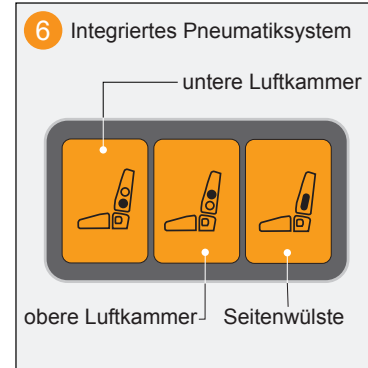 6 Integriertes Pneumatiksystem
untere Luftkammer
obere Luftkammer
Seitenwülste